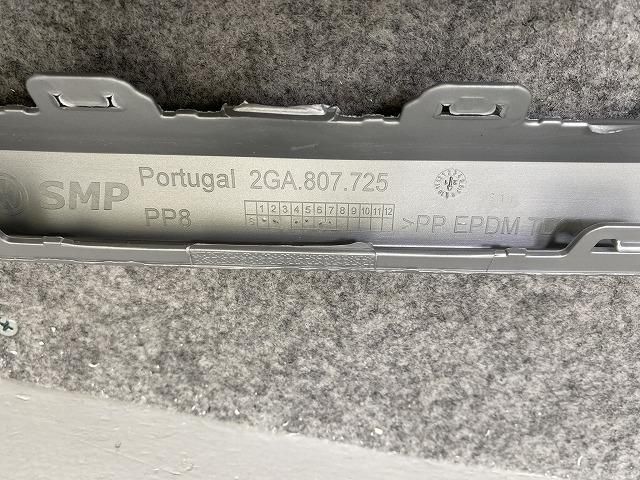 SMP
Portugal 2GA.807.725
PP8
1 2 3 4 5 6 7 8 9 10 11 12
>PP EPDM